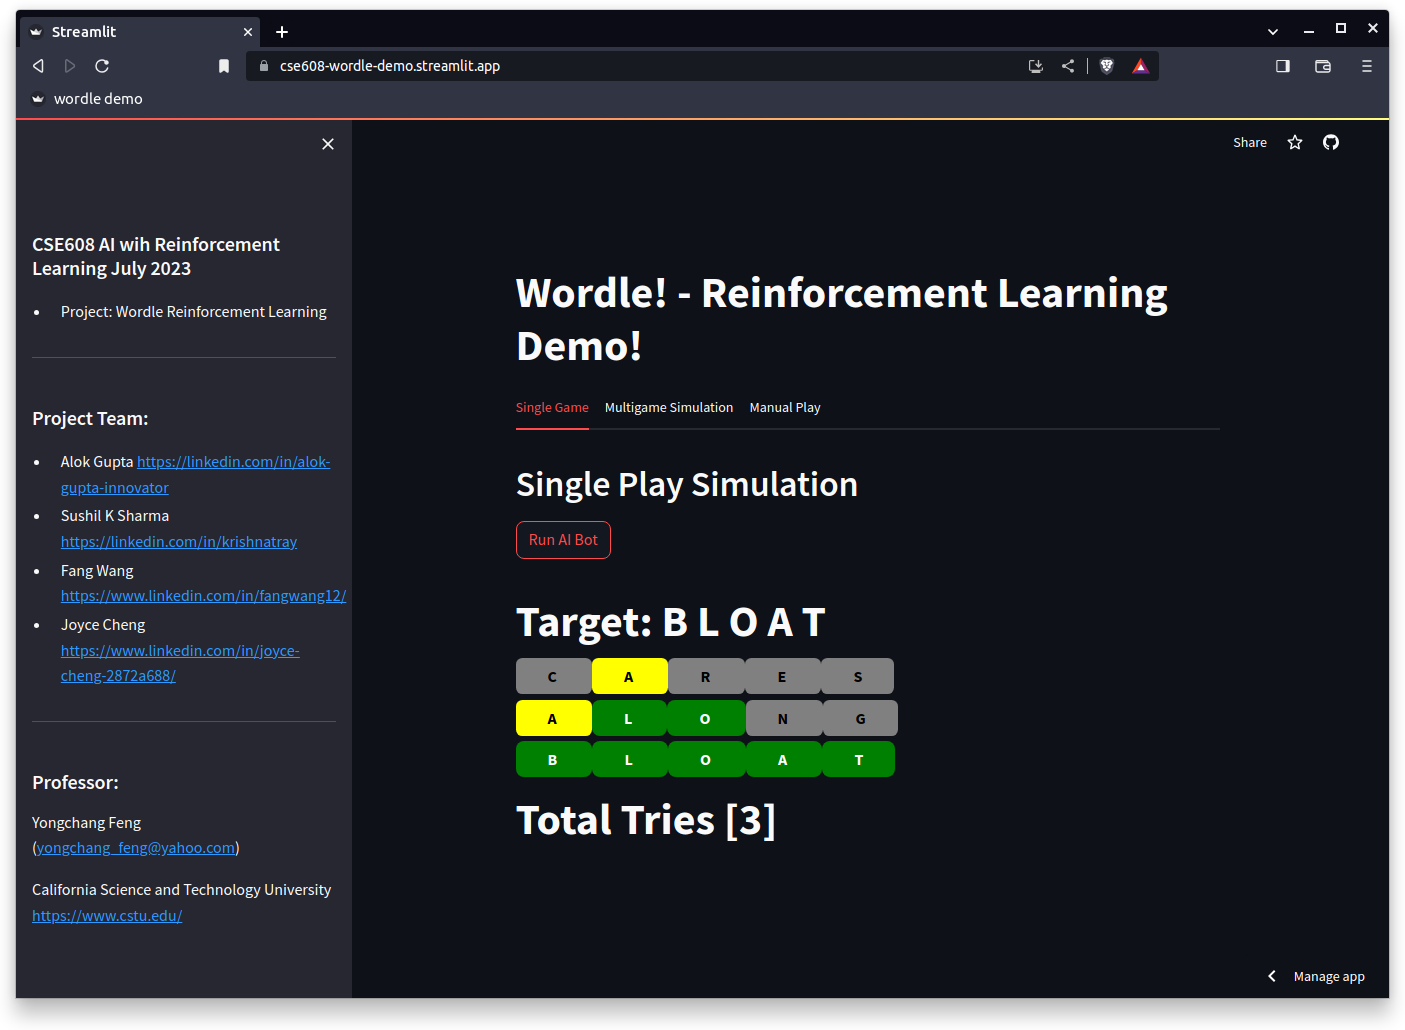 Streamlit
cse608-wordle-demo.streamlit.app
wordle demo
Share
CSE608 AI wih Reinforcement
Learning July 2023
• Project: Wordle Reinforcement Learning
Project Team:
• Alok Gupta https://linkedin.com/in/alok-
gupta-innovator
• Sushil K Sharma
https://linkedin.com/in/krishnatray
• Fang Wang
https://www.linkedin.com/in/fangwang12/
• Joyce Cheng
https://www.linkedin.com/in/joyce-
cheng-2872a688/
Professor:
Yongchang Feng
(yongchang_feng@yahoo.com)
California Science and Technology University
https://www.cstu.edu/
Wordle! - Reinforcement Learning
Demo!
Single Game Multigame Simulation Manual Play
Single Play Simulation
Run AI Bot
Target: B L O A T
C A R E S
A L O N G
B L O A T
Total Tries [3]
Manage app